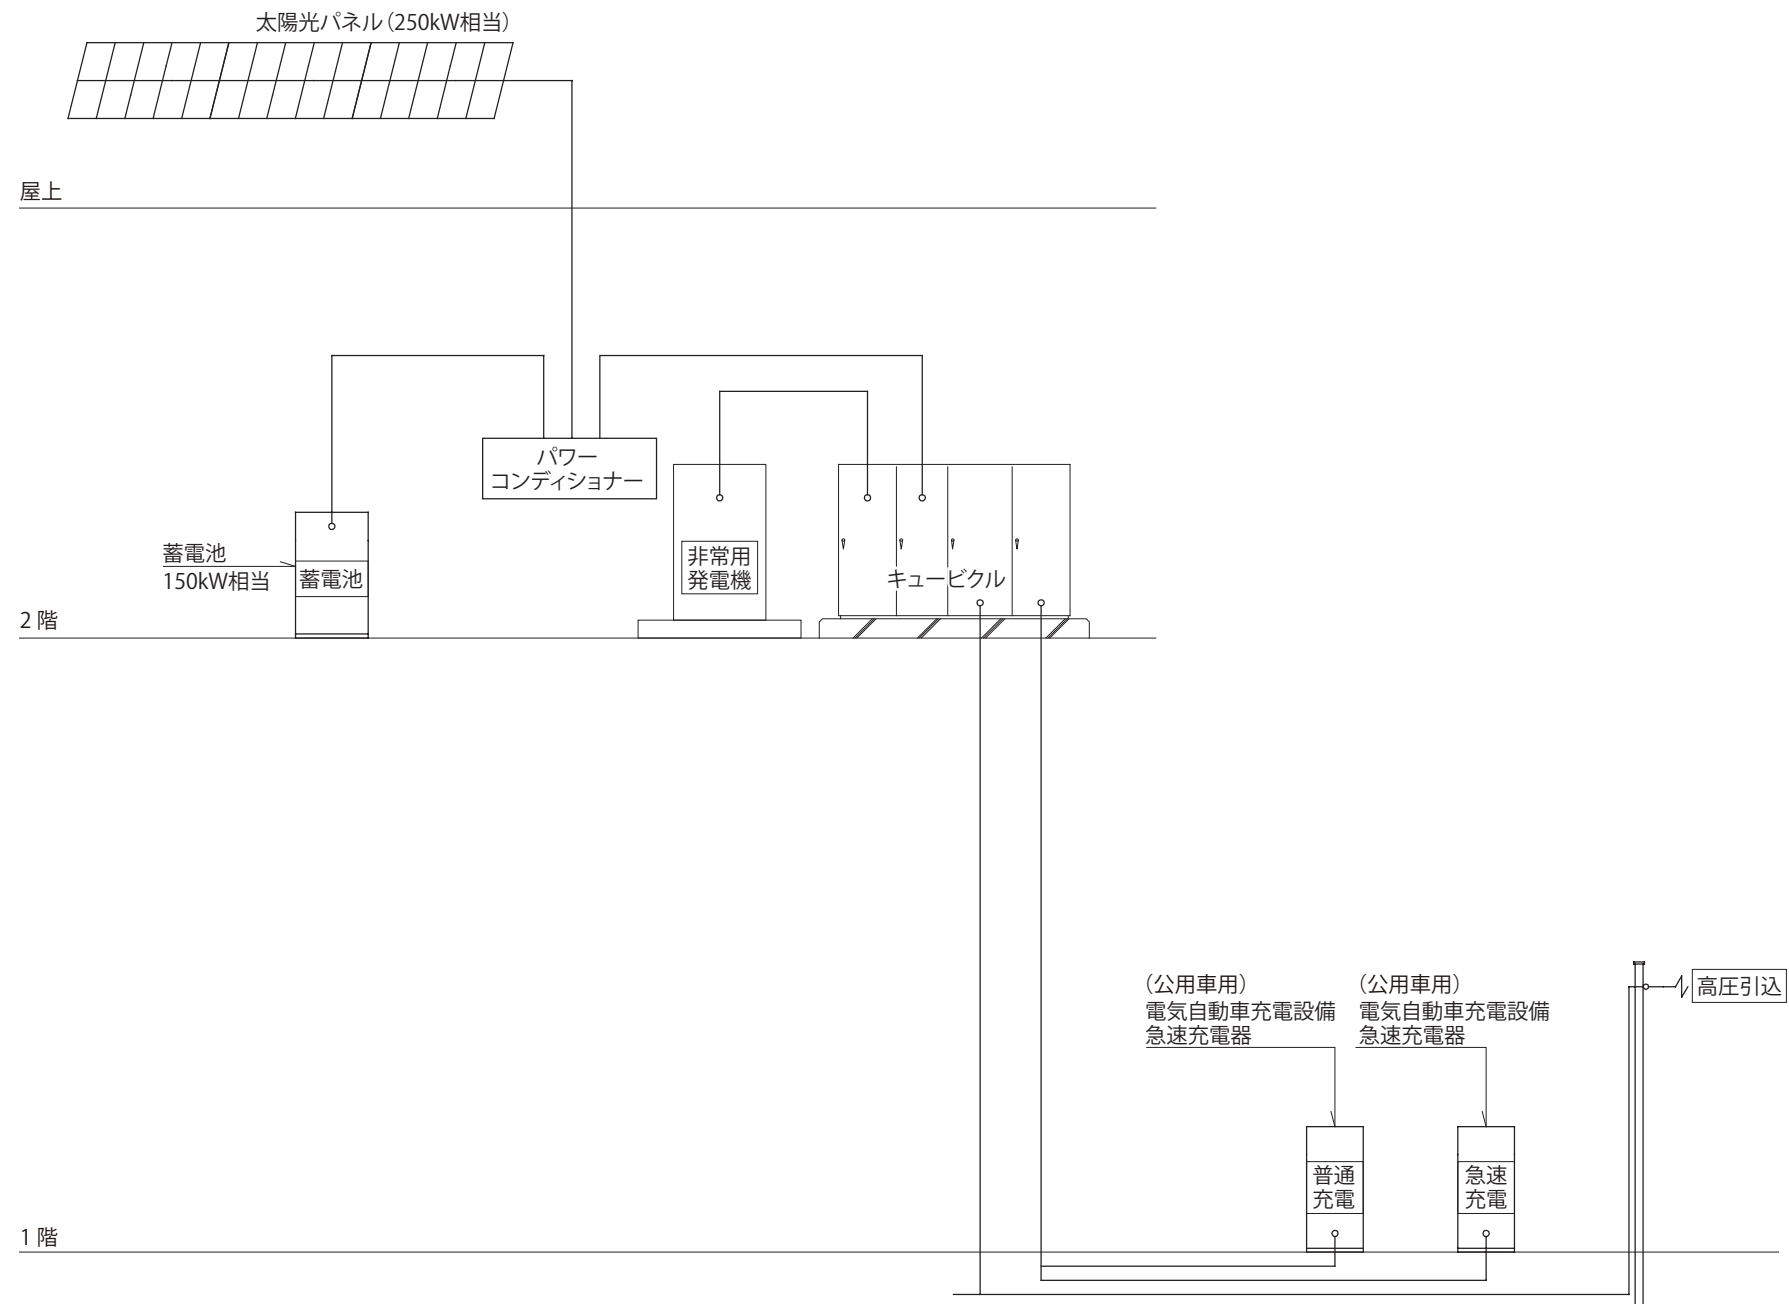 太陽光パネル(250kW相当)
屋上
パワー
コンディショナー
蓄電池
150kW相当
蓄電池
非常用
発電機
キュービクル
2階
(公用車用)
電気自動車充電設備
急速充電器
(公用車用)
電気自動車充電設備
急速充電器
高圧引込
普通
充電
急速
充電
1階